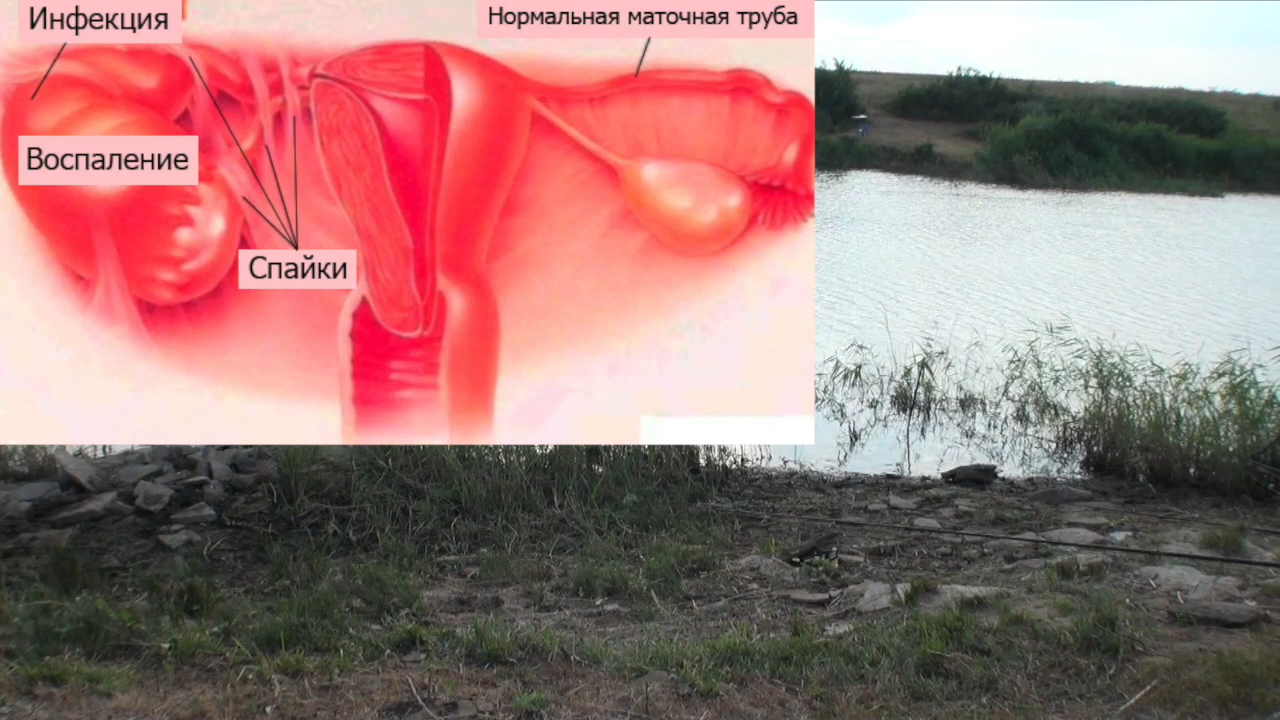 Инфекция
Нормальная маточная труба
Воспаление
Спайки